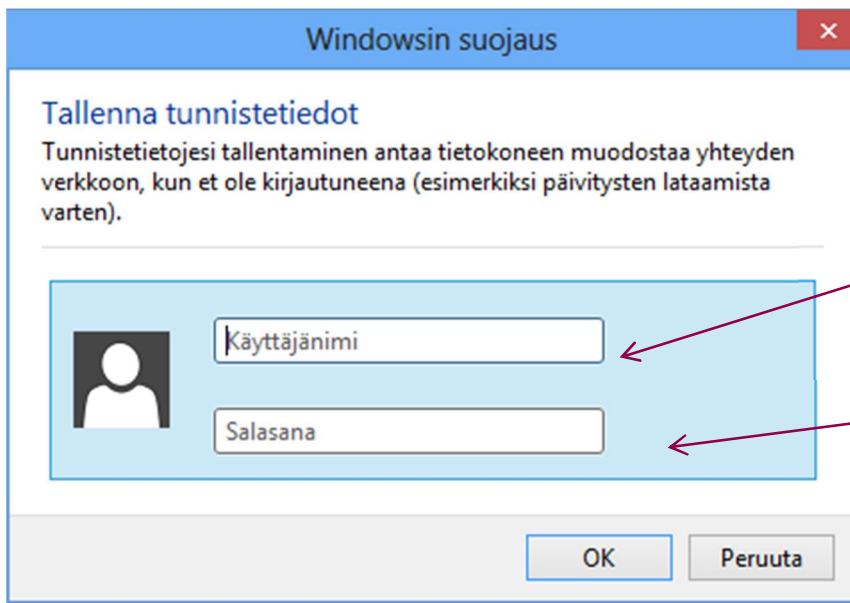 Windowsin suojaus
Tallenna tunnistetiedot
Tunnistetietojesi tallentaminen antaa tietokoneen muodostaa yhteyden
verkkoon, kun et ole kirjautuneena (esimerkiksi päivitysten lataamista
varten).
Käyttäjänimi
Salasana
OK Peruuta